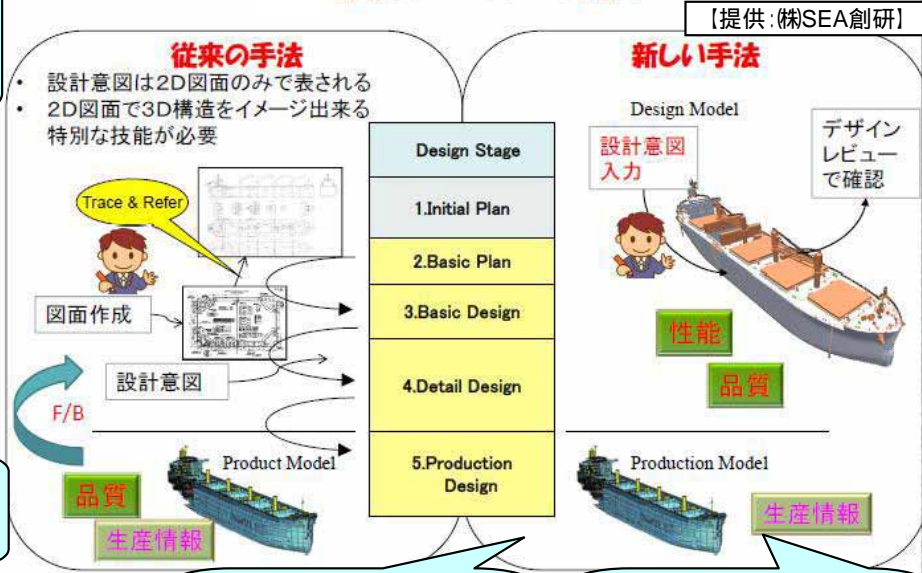 【提供：㈱SEA創研】
従来の手法
• 設計意図は2D図面のみで表される
• 2D図面で3D構造をイメージ出来る
特別な技能が必要
Trace & Refer
図面作成
設計意図
F/B
Product Model
品質
生産情報
Design Stage
1.Initial Plan
2.Basic Plan
3.Basic Design
4.Detail Design
5.Production
Design
新しい手法
Design Model
設計意図
入力
デザイン
レビュー
で確認
性能
品質
Production Model
生産情報